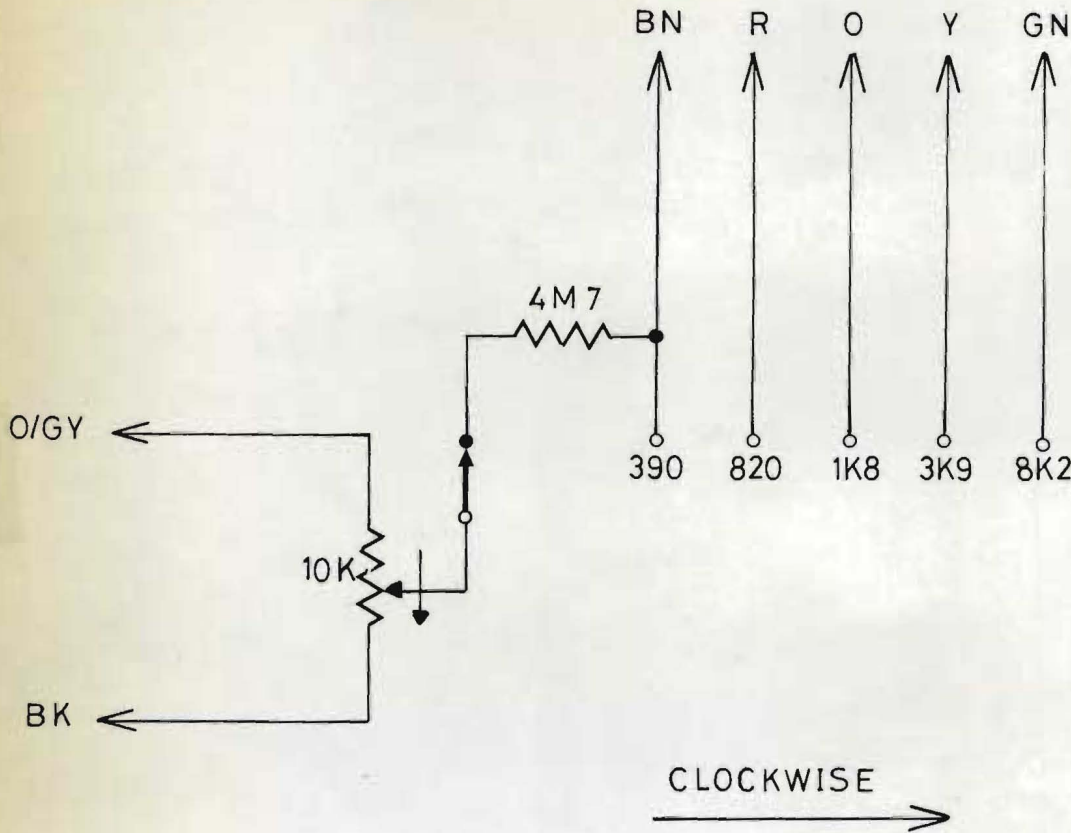 BN R O Y GN
4M7
O/GY
390 820 1K8 3K9 8K2
10K
BK
CLOCKWISE